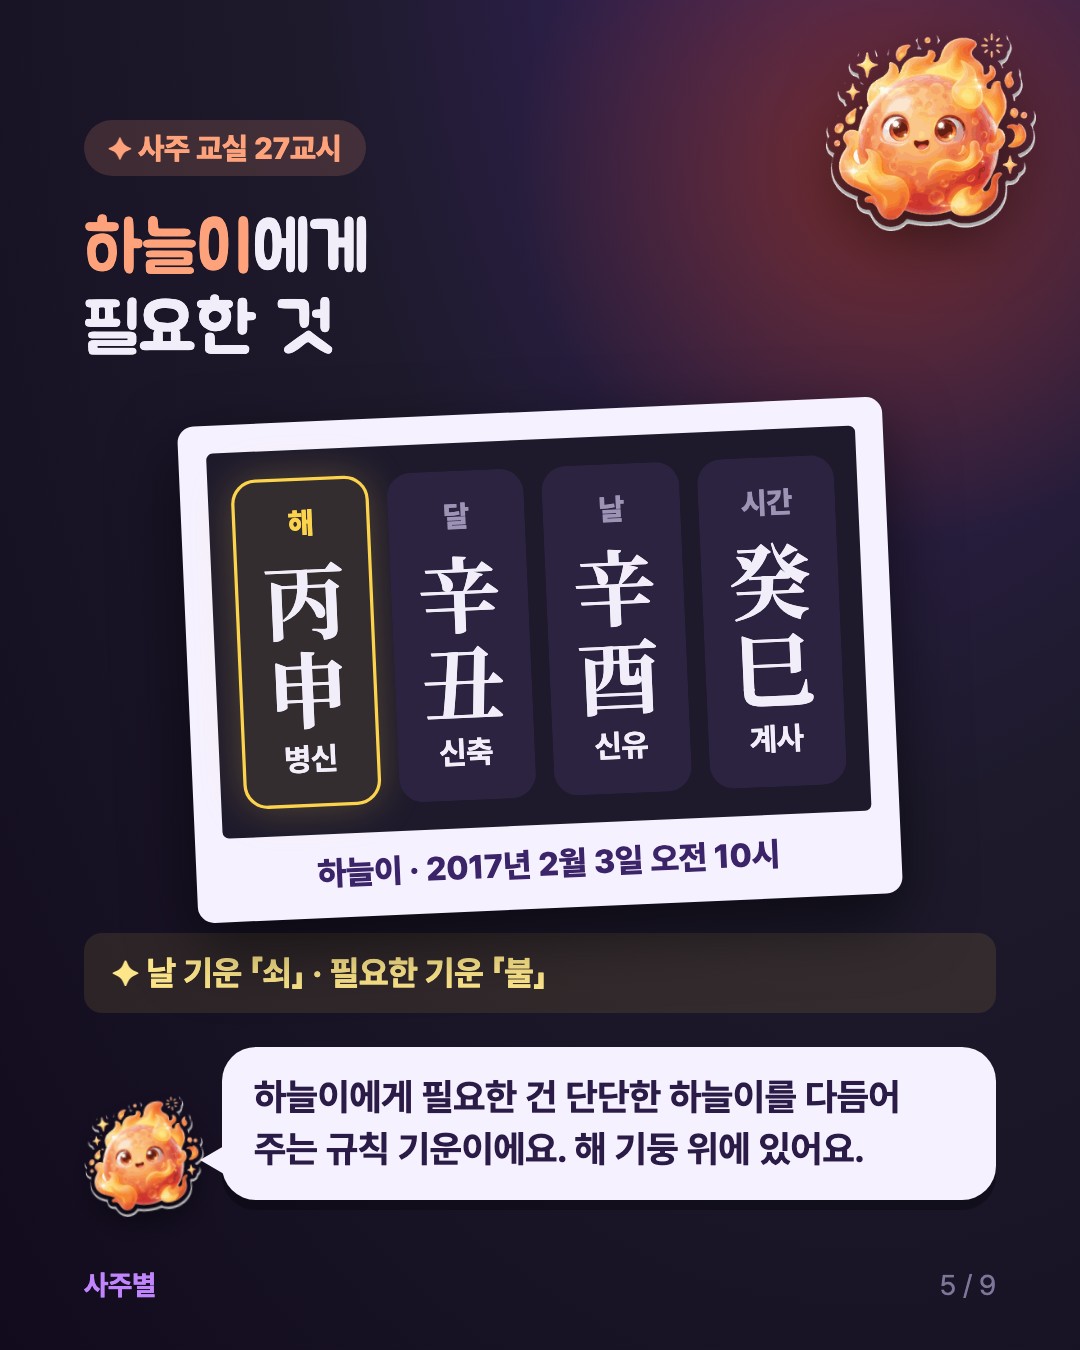 ✦ 사주 교실 27교시
하늘이에게
필요한 것
해 달 날 시간
丙 辛 辛 癸
申 丑 酉 巳
병신 신축 신유 계사
하늘이 · 2017년 2월 3일 오전 10시
✦ 날 기운 「쇠」 · 필요한 기운 「불」
하늘이에게 필요한 건 단단한 하늘이를 다듬어
주는 규칙 기운이에요. 해 기둥 위에 있어요.
사주별
5 / 9